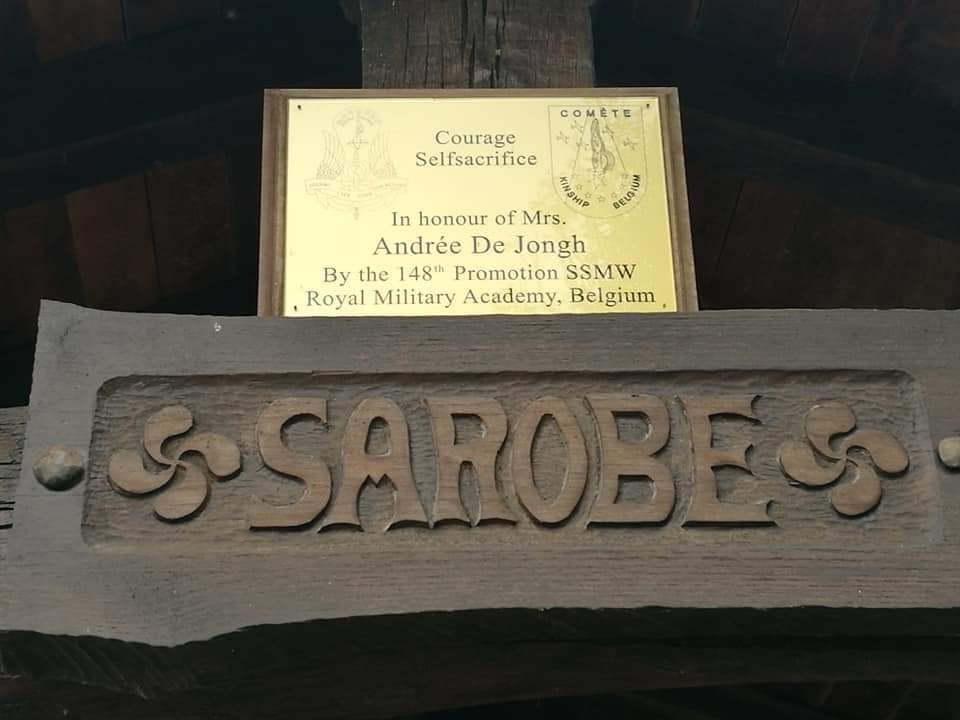 Courage
Selfsacrifice
COMÈTE
KINSHIP BELGIUM
In honour of Mrs.
Andrée De Jongh
By the 148th Promotion SSMW
Royal Military Academy, Belgium
SAROBE